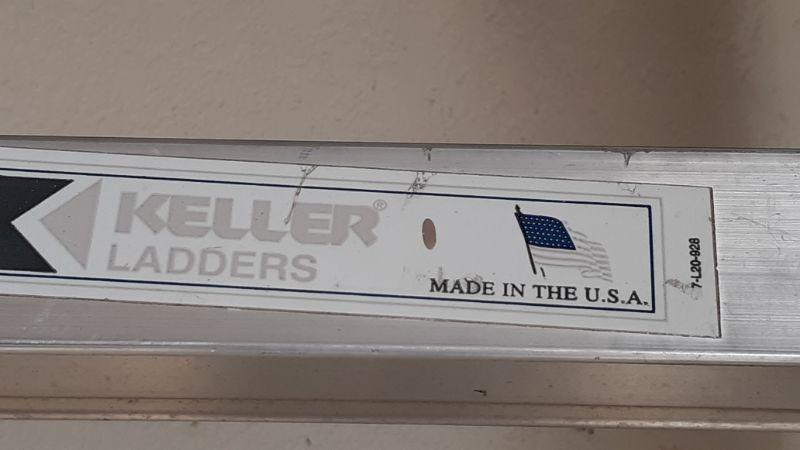 KELLER®
LADDERS
MADE IN THE U.S.A.
7-L20-928